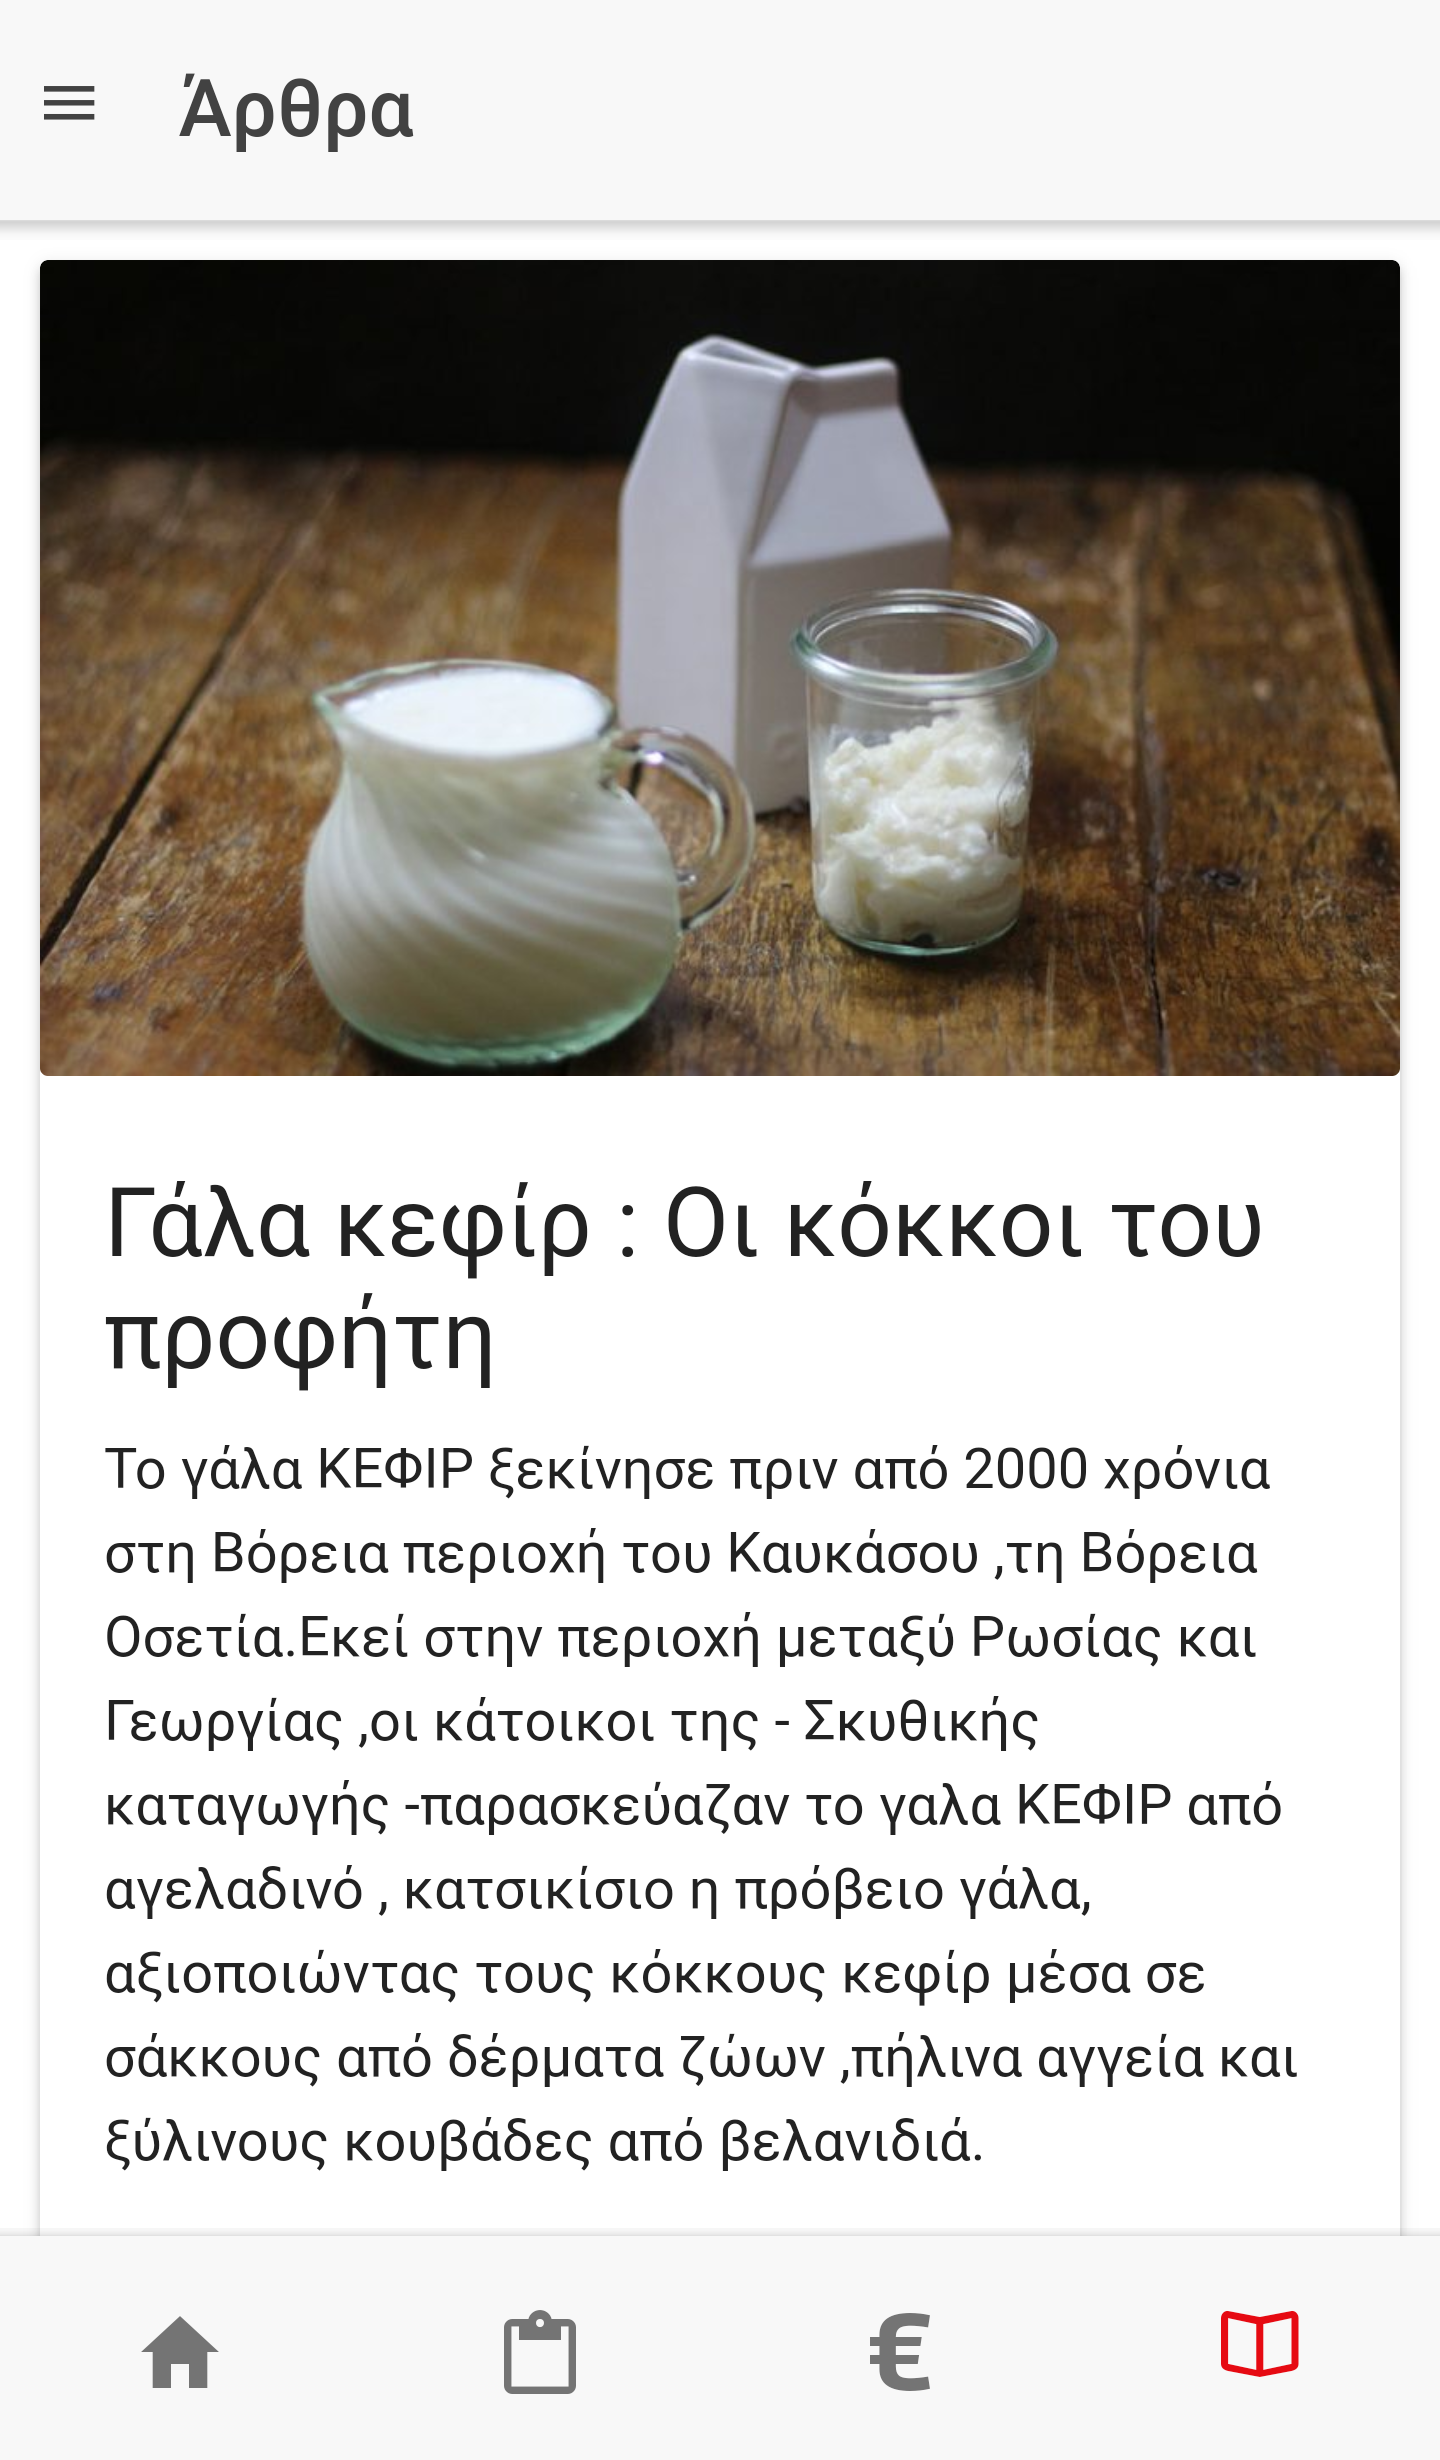 Άρθρα
Γάλα κεφίρ : Οι κόκκοι του
προφήτη
Το γάλα ΚΕΦΙΡ ξεκίνησε πριν από 2000 χρόνια
στη Βόρεια περιοχή του Καυκάσου ,τη Βόρεια
Οσετία.Εκεί στην περιοχή μεταξύ Ρωσίας και
Γεωργίας ,οι κάτοικοι της - Σκυθικής
καταγωγής -παρασκεύαζαν το γαλα ΚΕΦΙΡ από
αγελαδινό , κατσικίσιο η πρόβειο γάλα,
αξιοποιώντας τους κόκκους κεφίρ μέσα σε
σάκκους από δέρματα ζώων ,πήλινα αγγεία και
ξύλινους κουβάδες από βελανιδιά.
€